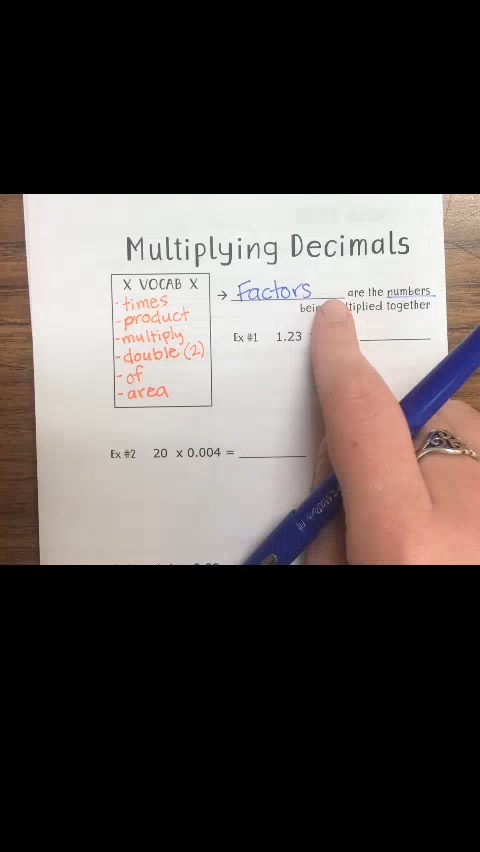 Multiplying Decimals
X VOCAB X
· times
- product
- multiply
- double (2)
- of
- area
→ Factors are the numbers
together
Ex #1 1.23
Ex #2 20 x 0.004 =